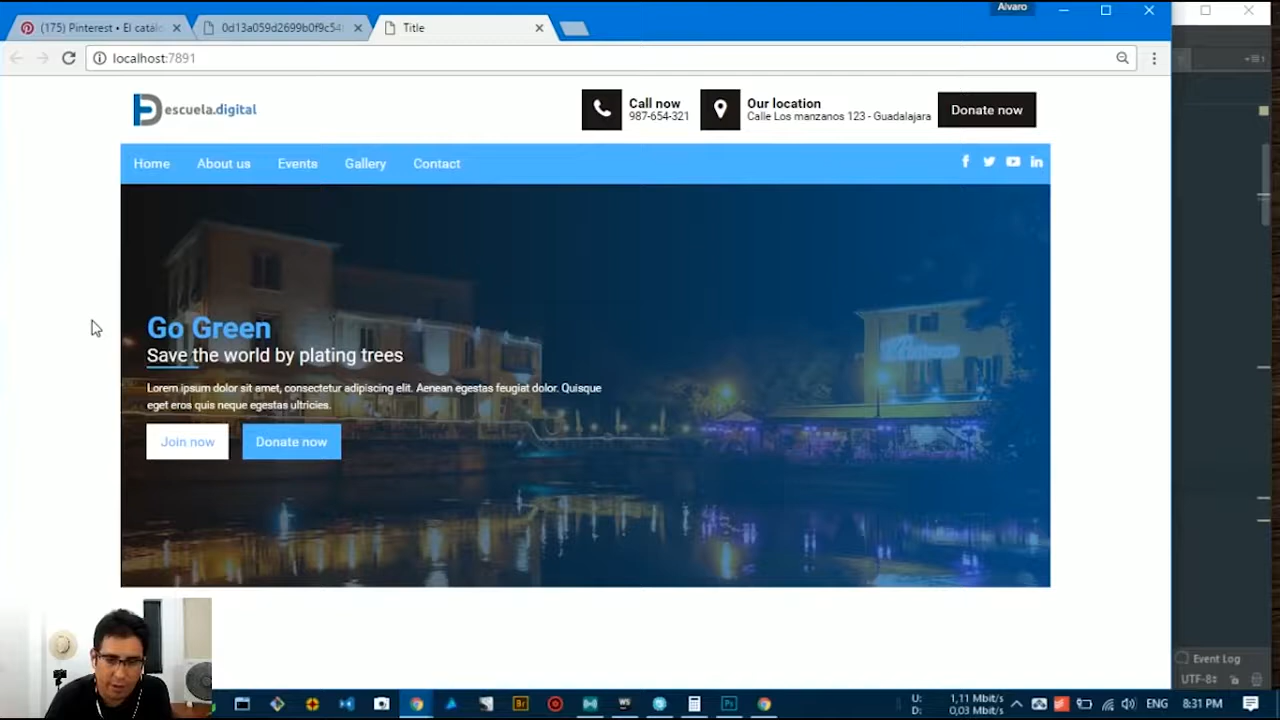 Alvaro
(175) Pinterest • El catál
0d13a059d2699b0f9c54
Title
localhost:7891
escuela.digital
Call now
987-654-321
Our location
Calle Los manzanos 123 - Guadalajara
Donate now
Home
About us
Events
Gallery
Contact
Go Green
Save the world by plating trees
Lorem ipsum dolor sit amet, consectetur adipiscing elit. Aenean egestas feugiat dolor. Quisque
eget eros quis neque egestas ultricies.
Join now
Donate now
Event Log
UTF-8
U: 1,11 Mbit/s
D: 0,03 Mbit/s
ENG
8:31 PM